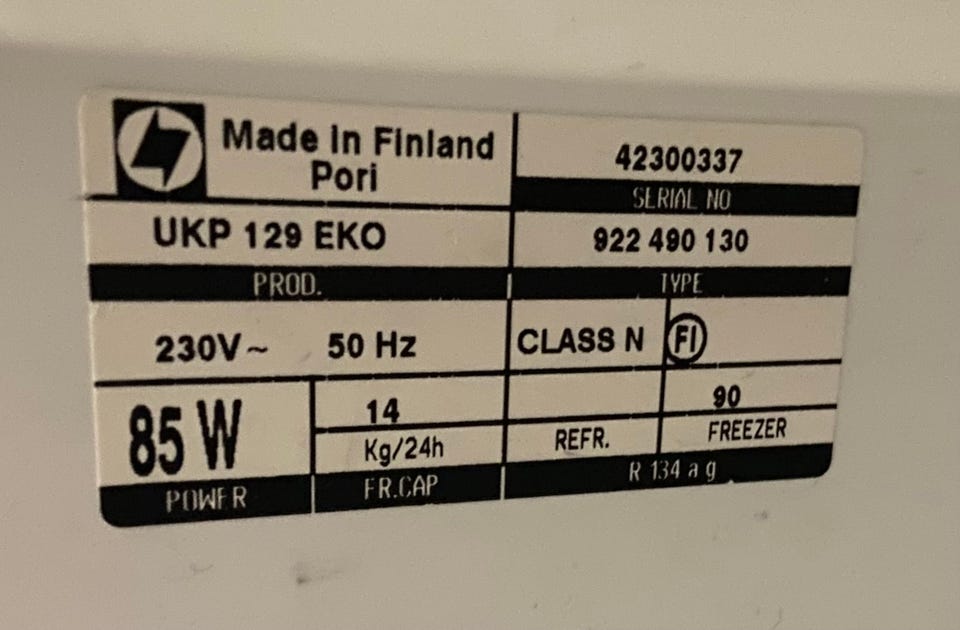 Made In Finland
Pori
42300337
SERIAL NO
UKP 129 EKO
922 490 130
PROD.
TYPE
230V~ 50 Hz
CLASS N
FI
85 W
14
90
Kg/24h
REFR.
FREEZER
POWER
FR.CAP
R 134 a g